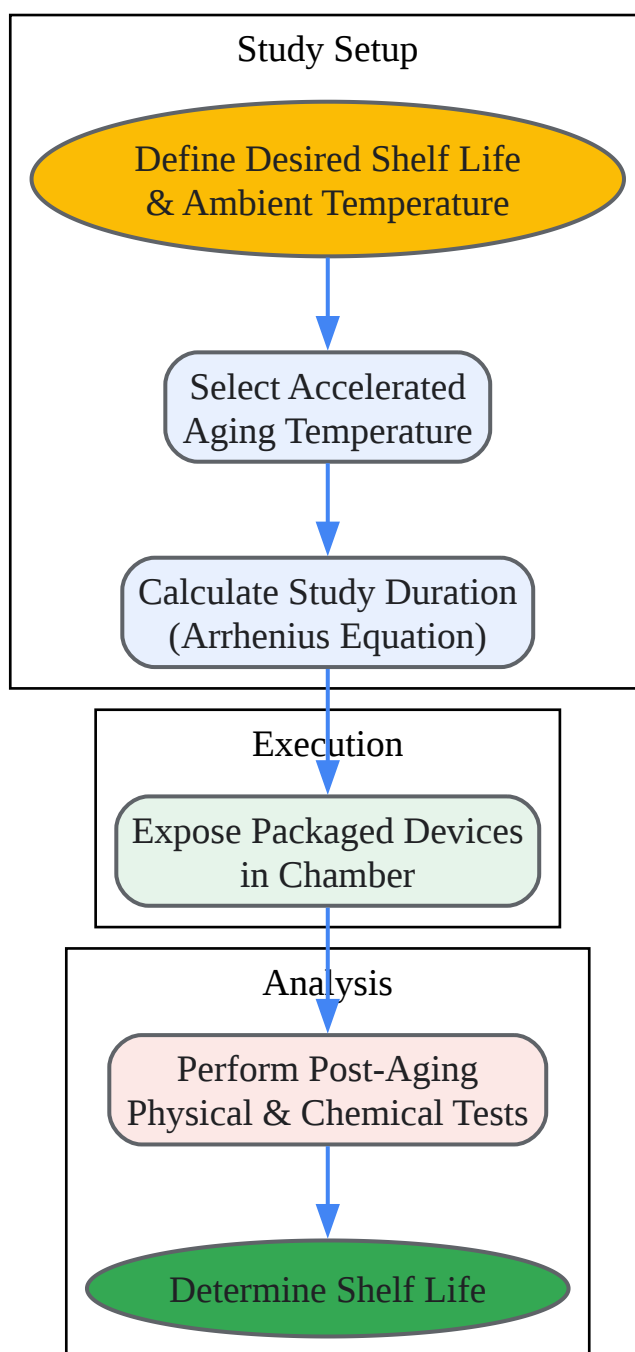 Study Setup
Define Desired Shelf Life
& Ambient Temperature
Select Accelerated
Aging Temperature
Calculate Study Duration
(Arrhenius Equation)
Execution
Expose Packaged Devices
in Chamber
Analysis
Perform Post-Aging
Physical & Chemical Tests
Determine Shelf Life